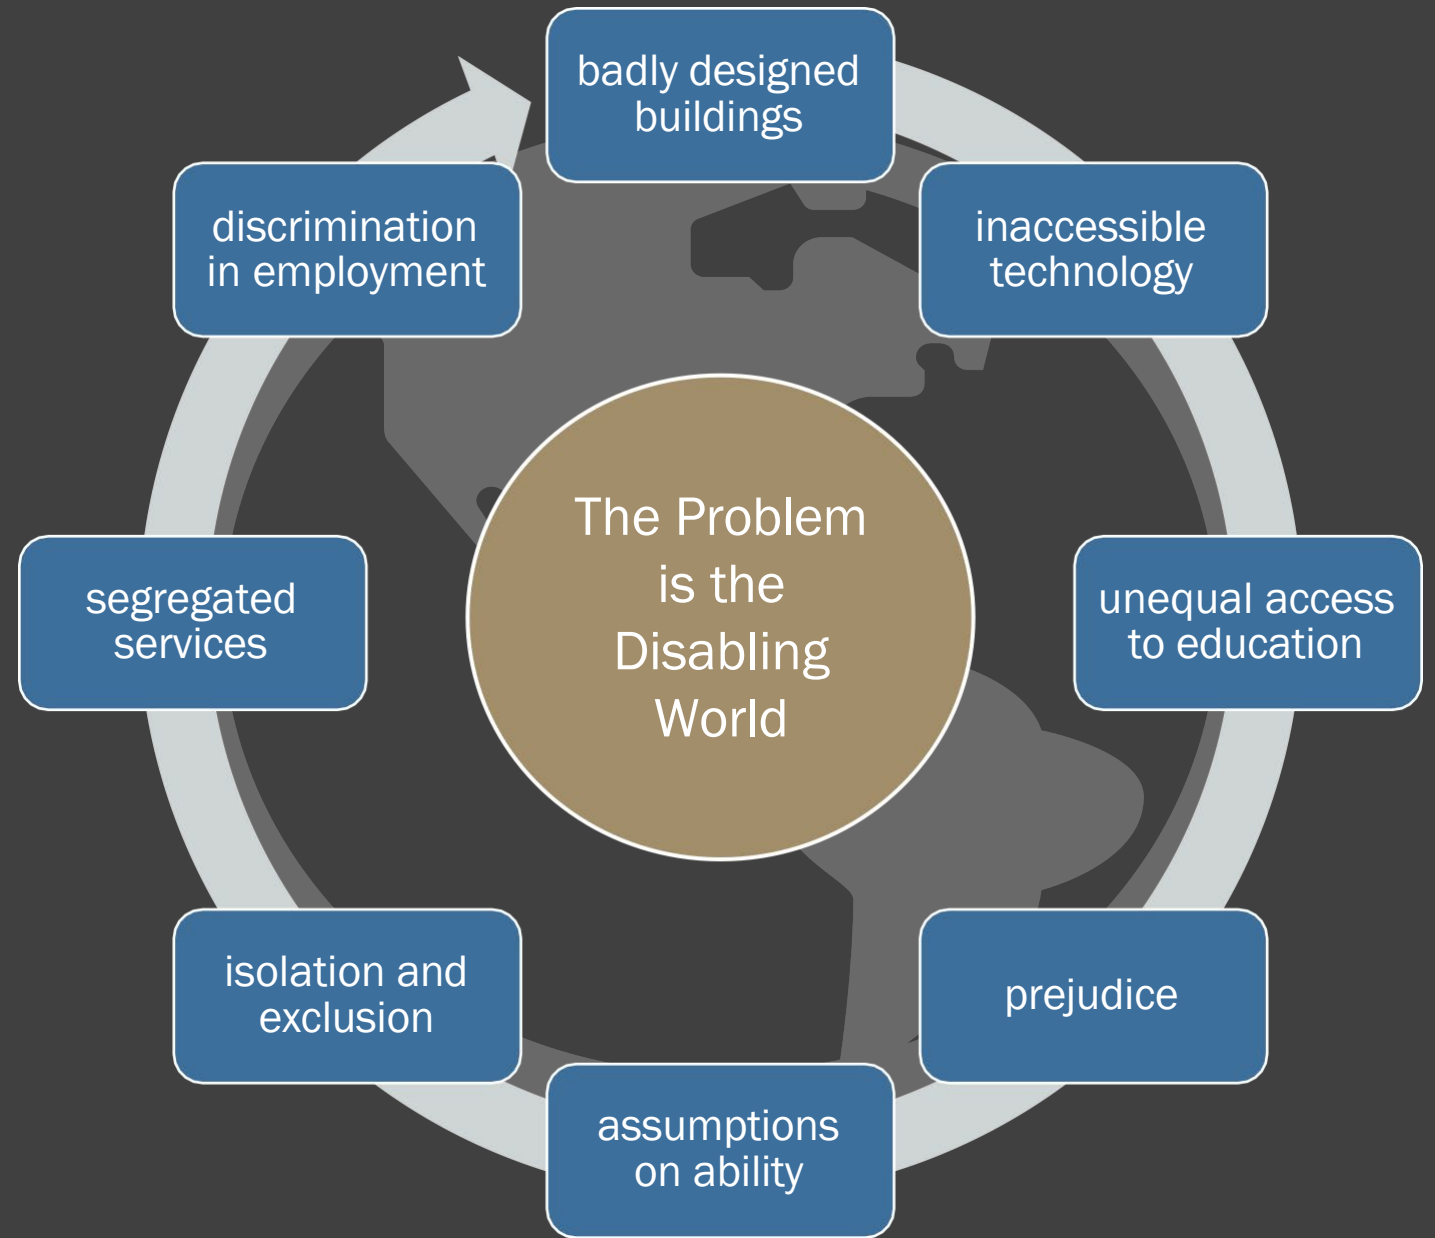 badly designed
buildings
inaccessible
technology
unequal access
to education
prejudice
assumptions
on ability
isolation and
exclusion
segregated
services
discrimination
in employment
The Problem
is the
Disabling
World